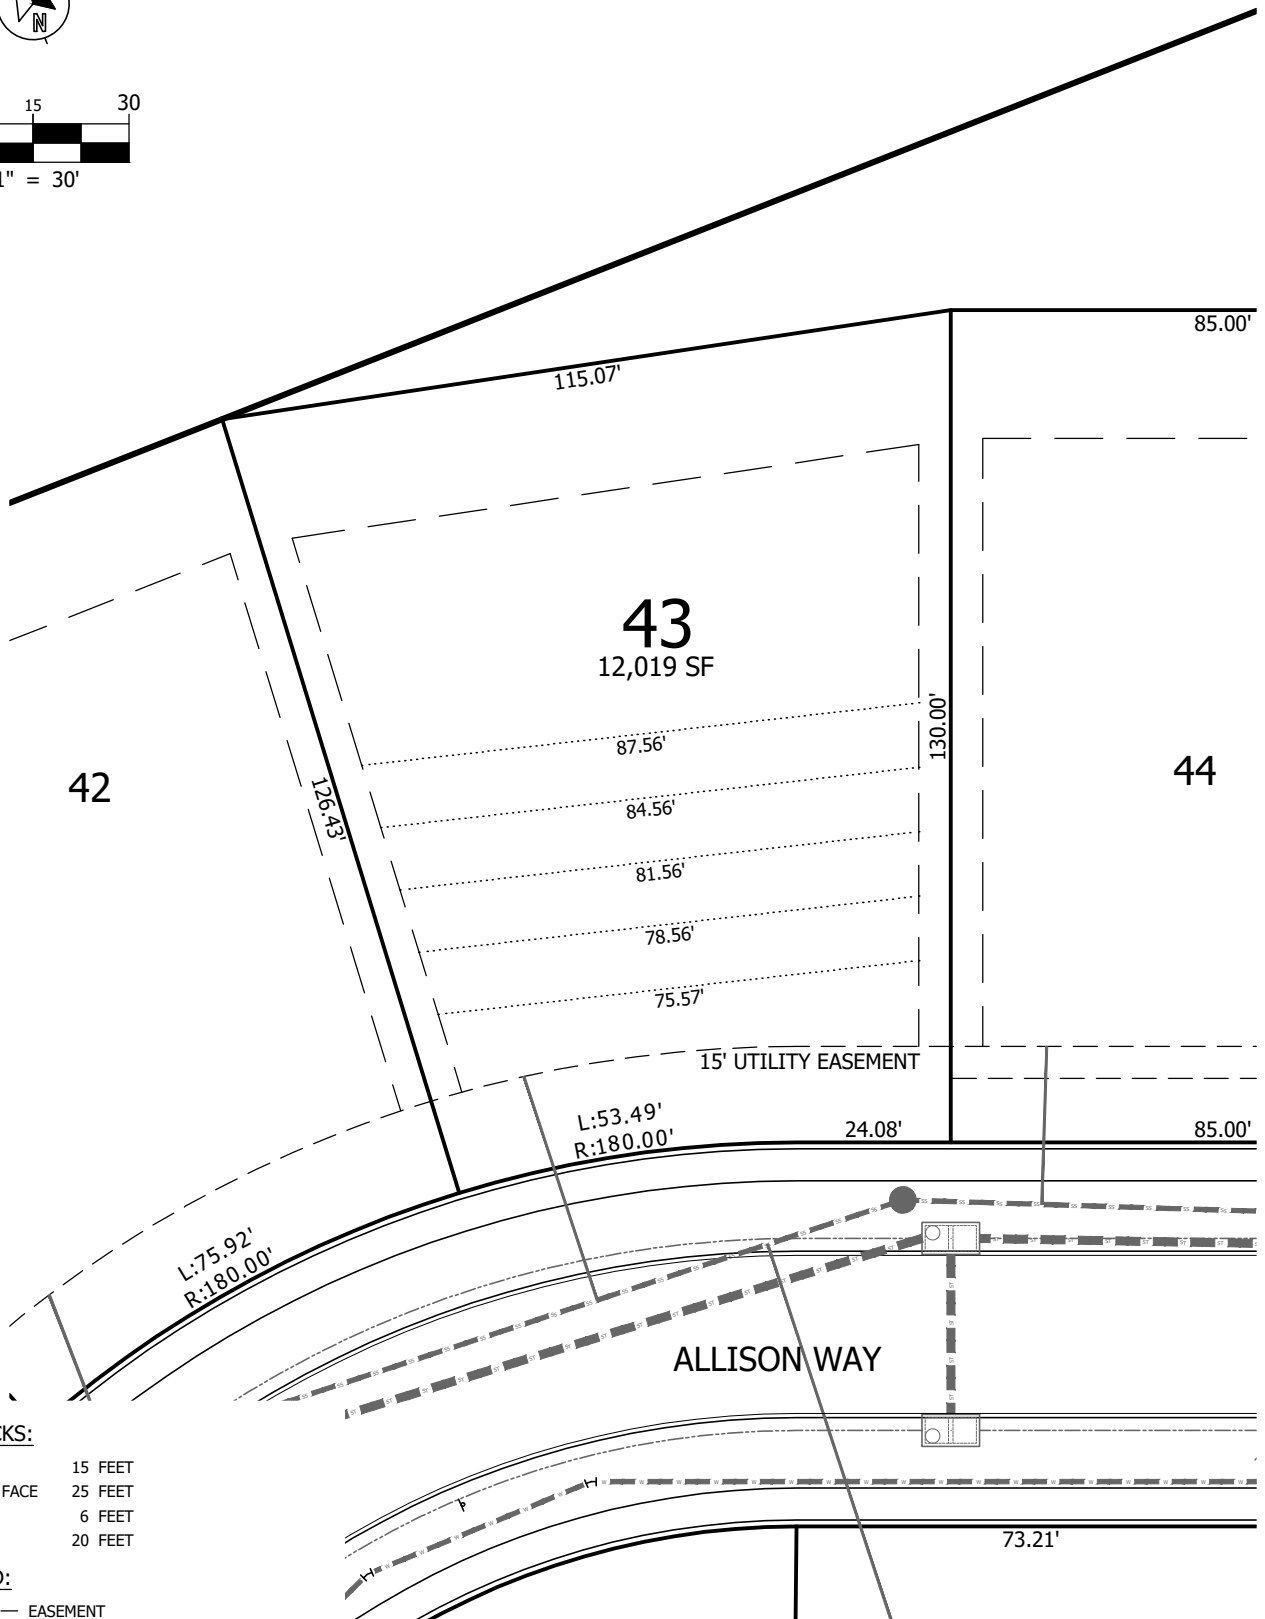 N
15 30
1" = 30'
85.00'
115.07'
43
12,019 SF
87.56'
130.00'
42
44
126.43'
84.56'
81.56'
78.56'
75.57'
15' UTILITY EASEMENT
L:53.49'
R:180.00'
24.08'
85.00'
L:75.92'
R:180.00'
ALLISON WAY
CKS:
15 FEET
FACE 25 FEET
6 FEET
20 FEET
73.21'
D:
EASEMENT